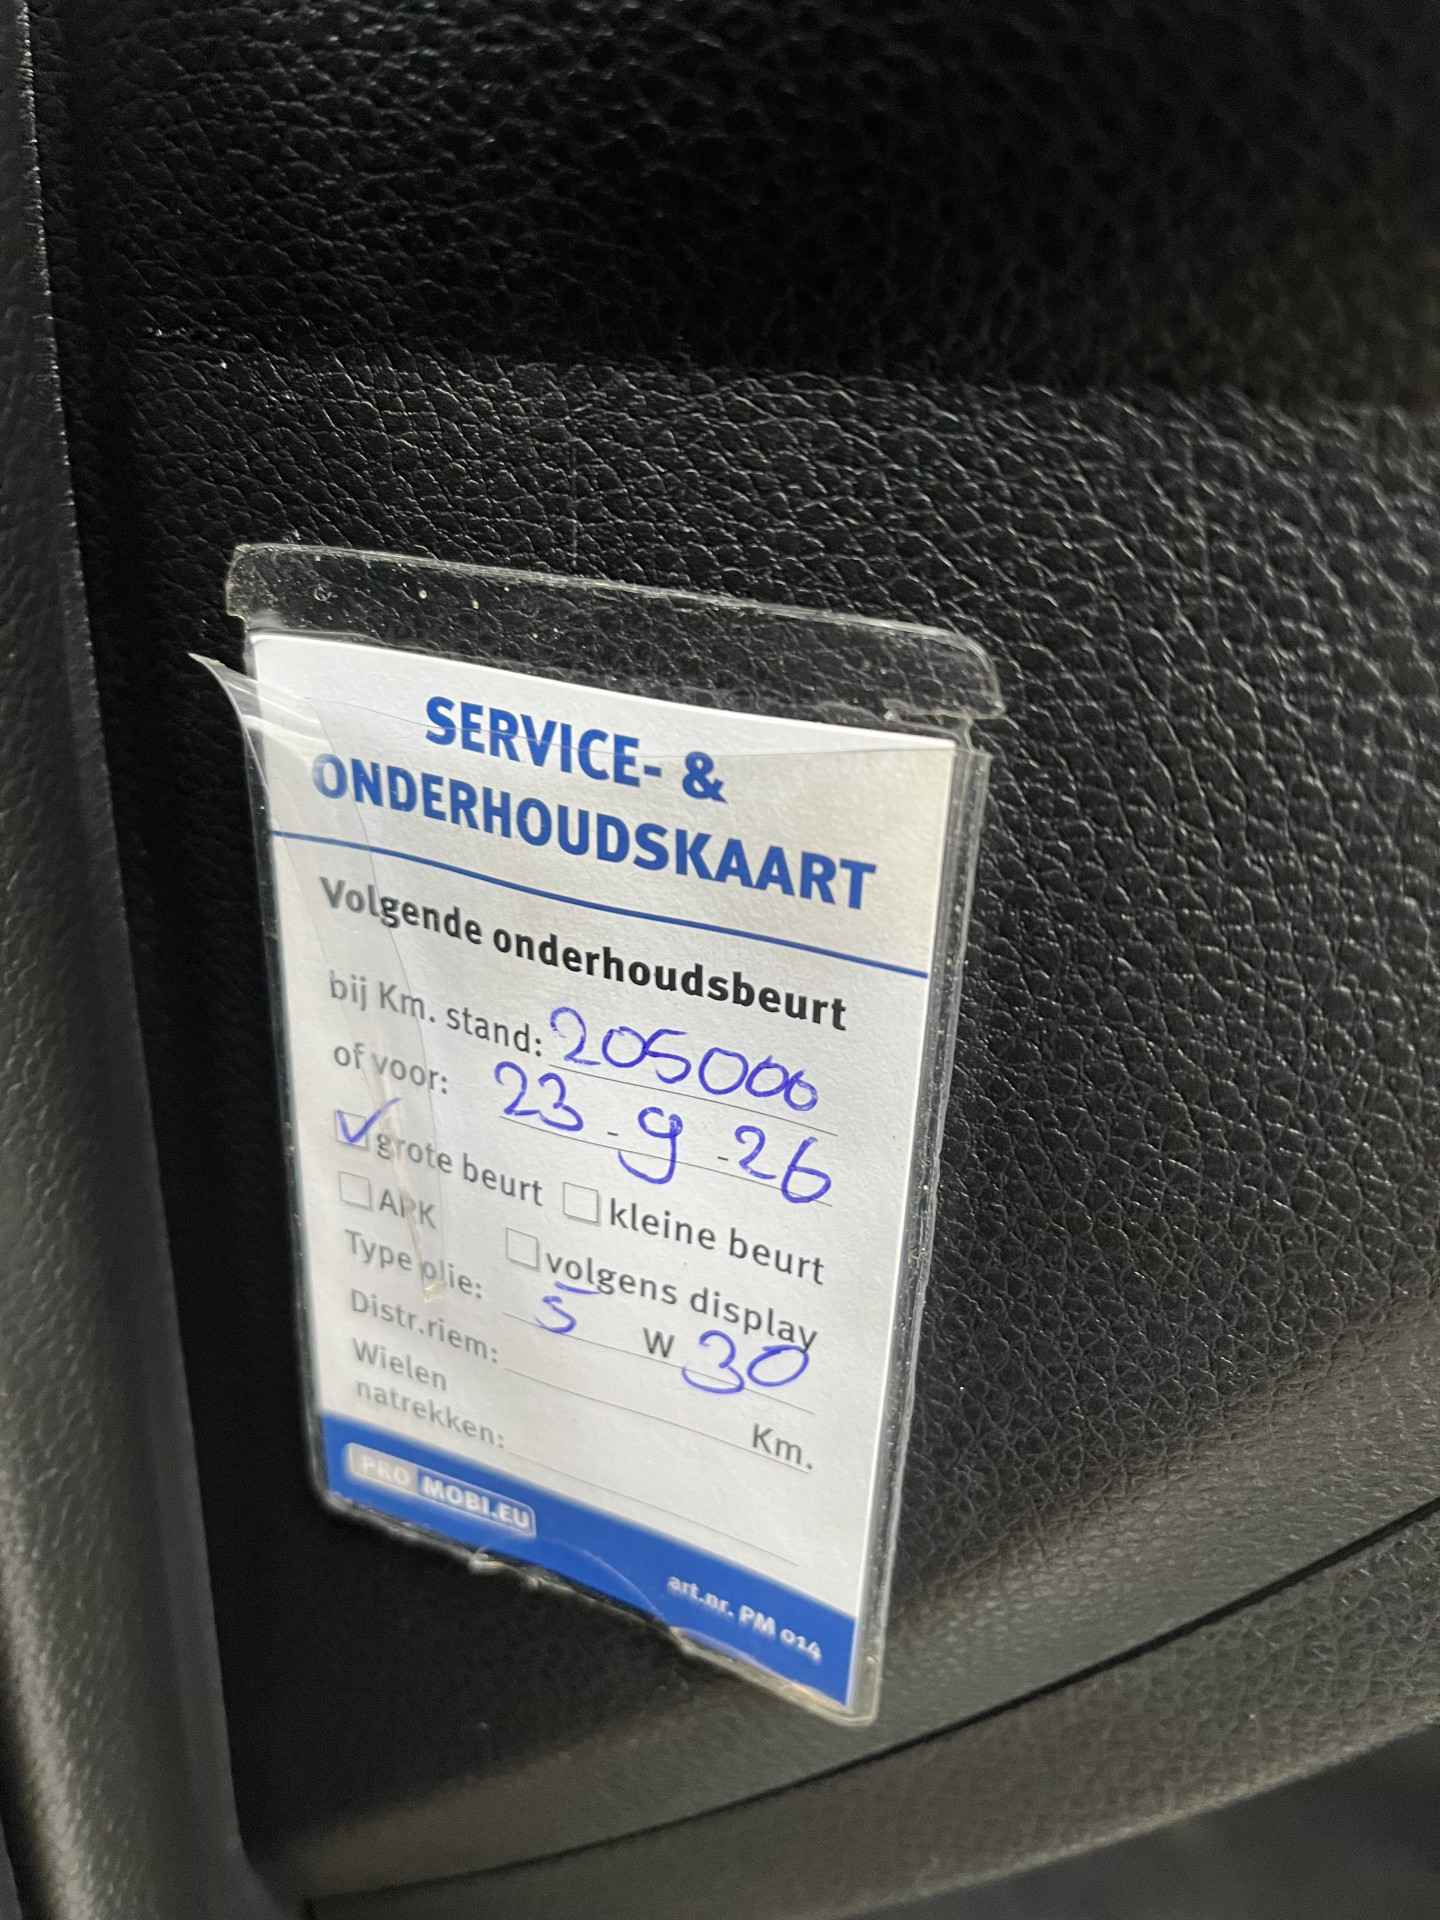 SERVICE- &
ONDERHOUDSKAART
Volgende onderhoudsbeurt
bij Km. stand: 205000
of voor: 23 - 9 - 26
grote beurt kleine beurt
APK volgens display
Type olie: 5 W 30
Distr.riem: Km.
Wielen
natrekken:
PRO MOBI.EU
art.nr. PM 014